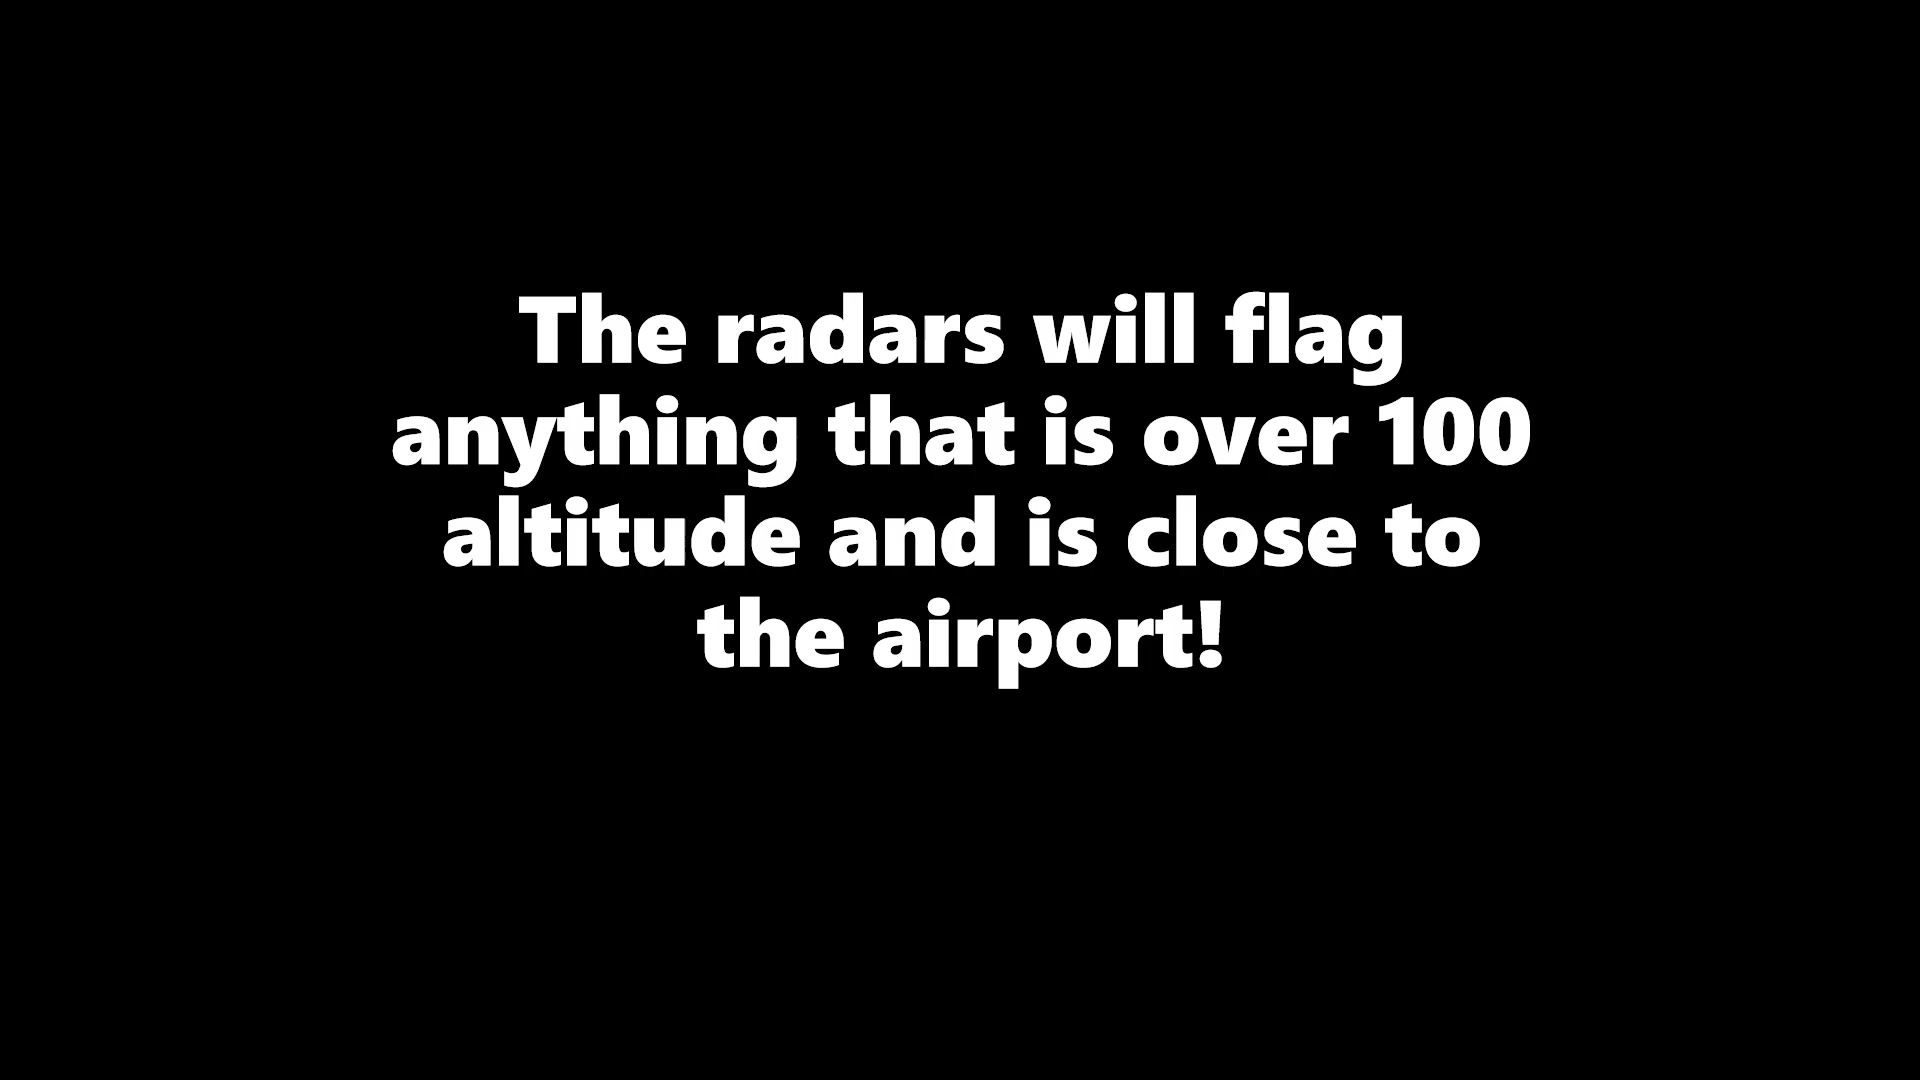 The radars will flag
anything that is over 100
altitude and is close to
the airport!